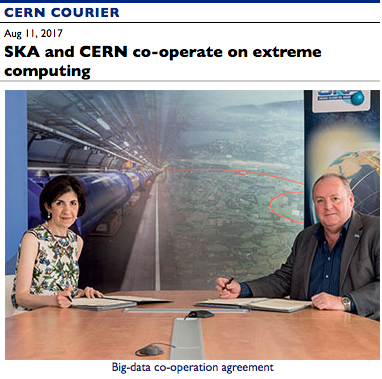 CERN COURIER
Aug 11, 2017
SKA and CERN co-operate on extreme
computing
Big-data co-operation agreement